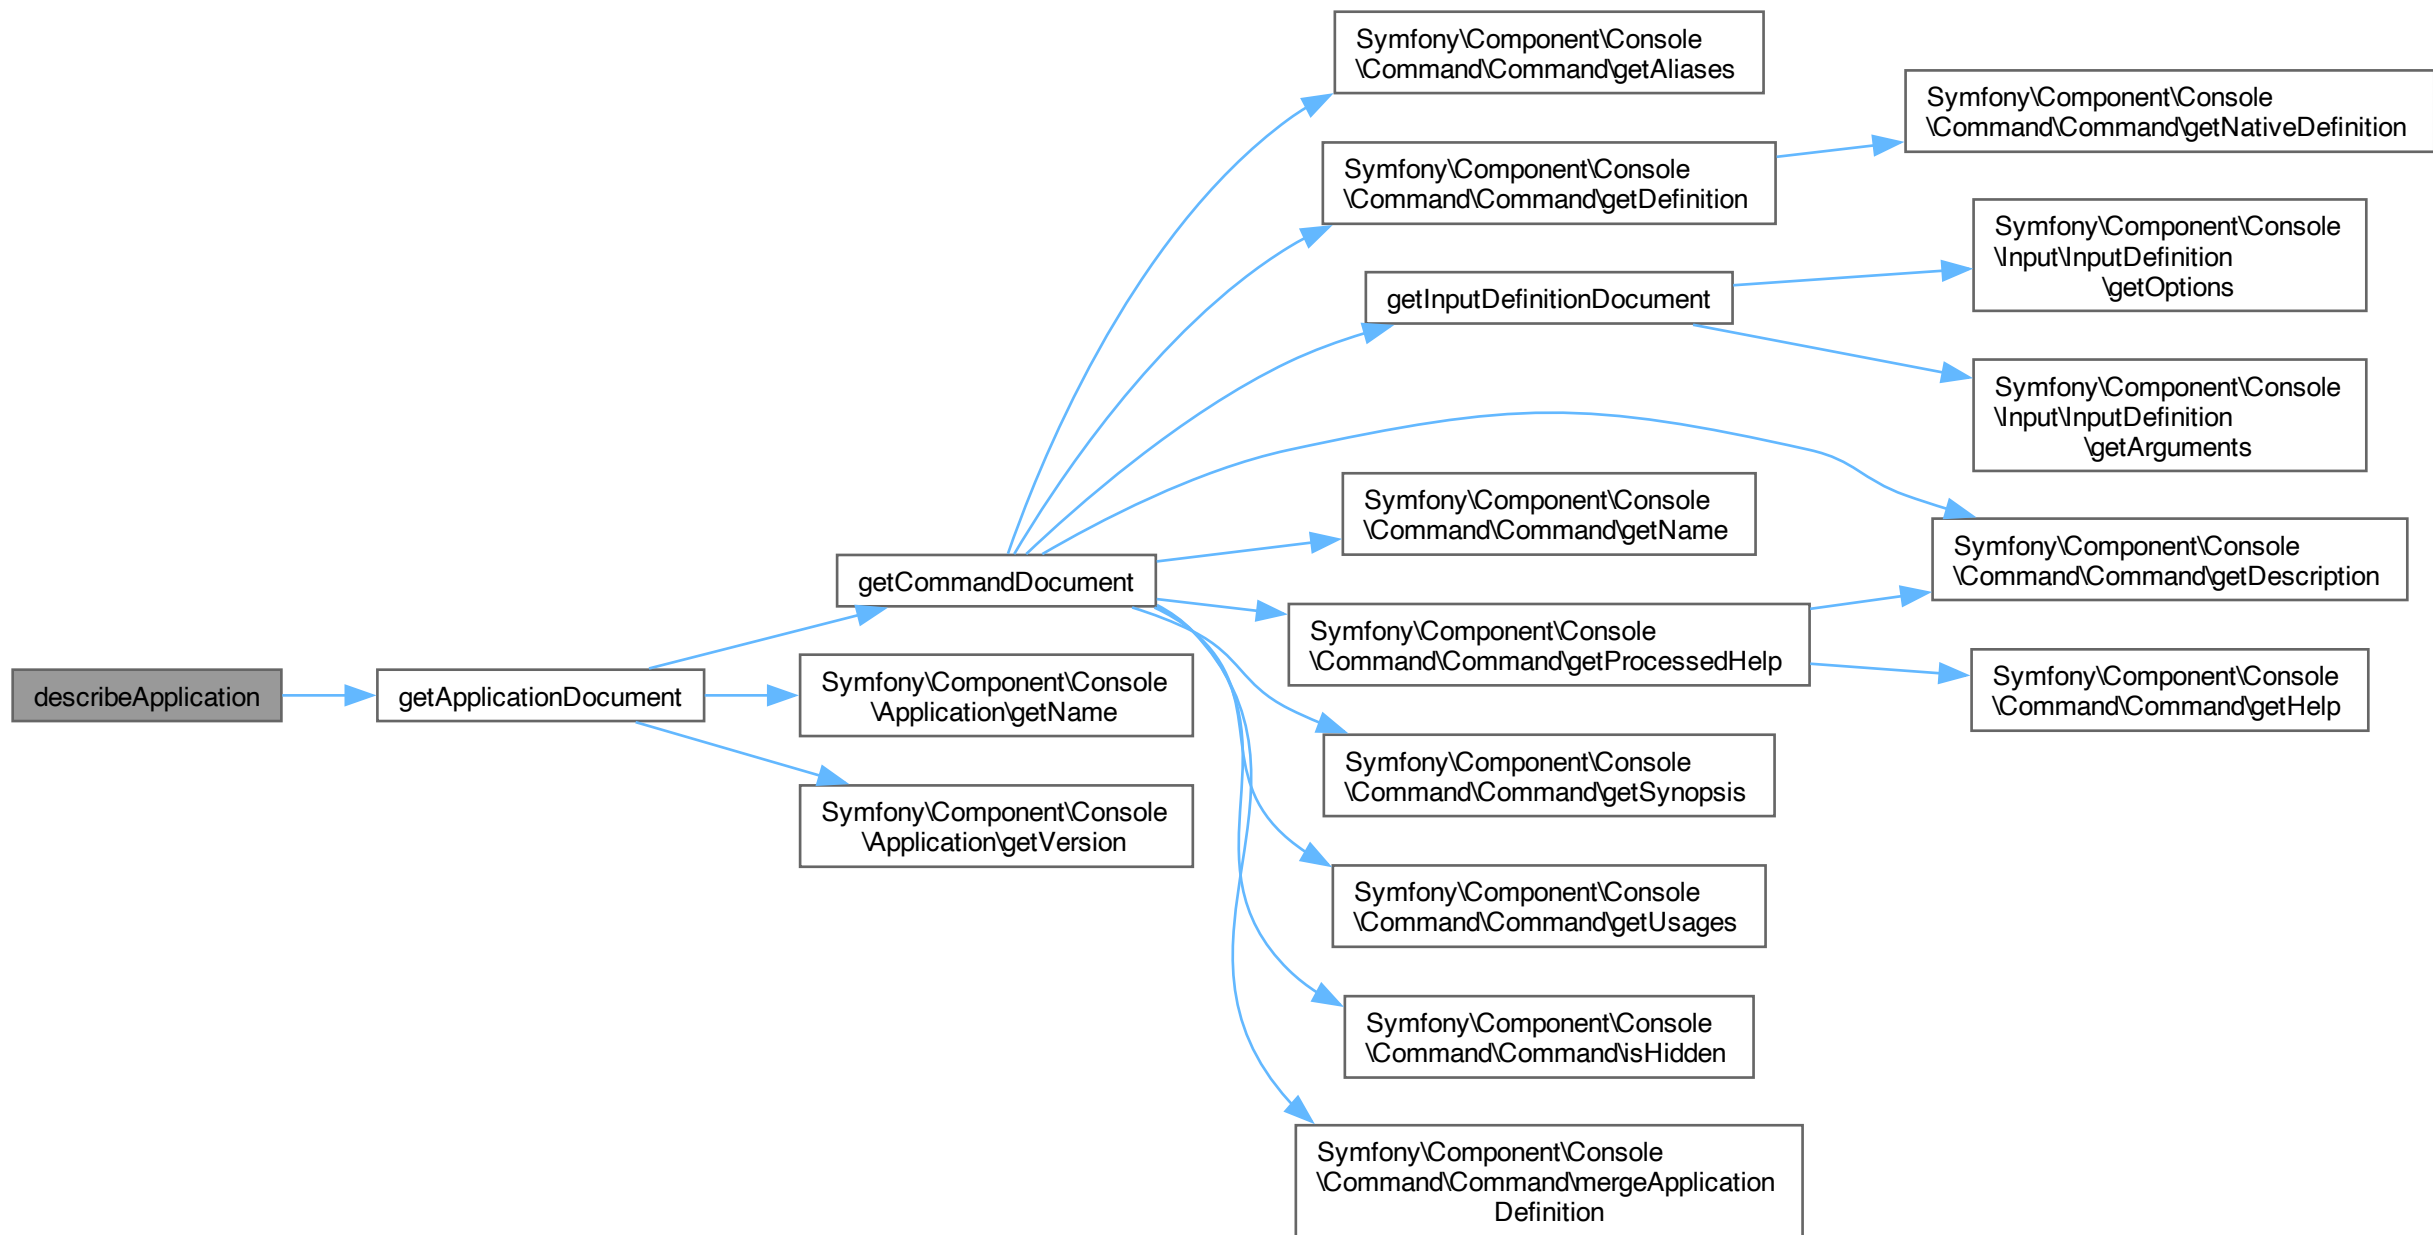 Symfony\Component\Console
\Command\Command\getAliases
Symfony\Component\Console
\Command\Command\getNativeDefinition
Symfony\Component\Console
\Command\Command\getDefinition
Symfony\Component\Console
\Input\InputDefinition
\getOptions
getInputDefinitionDocument
Symfony\Component\Console
\Input\InputDefinition
\getArguments
Symfony\Component\Console
\Command\Command\getName
Symfony\Component\Console
\Command\Command\getDescription
getCommandDocument
Symfony\Component\Console
\Command\Command\getProcessedHelp
Symfony\Component\Console
\Command\Command\getHelp
describeApplication
getApplicationDocument
Symfony\Component\Console
\Application\getName
Symfony\Component\Console
\Command\Command\getSynopsis
Symfony\Component\Console
\Application\getVersion
Symfony\Component\Console
\Command\Command\getUsages
Symfony\Component\Console
\Command\Command\isHidden
Symfony\Component\Console
\Command\Command\mergeApplication
Definition